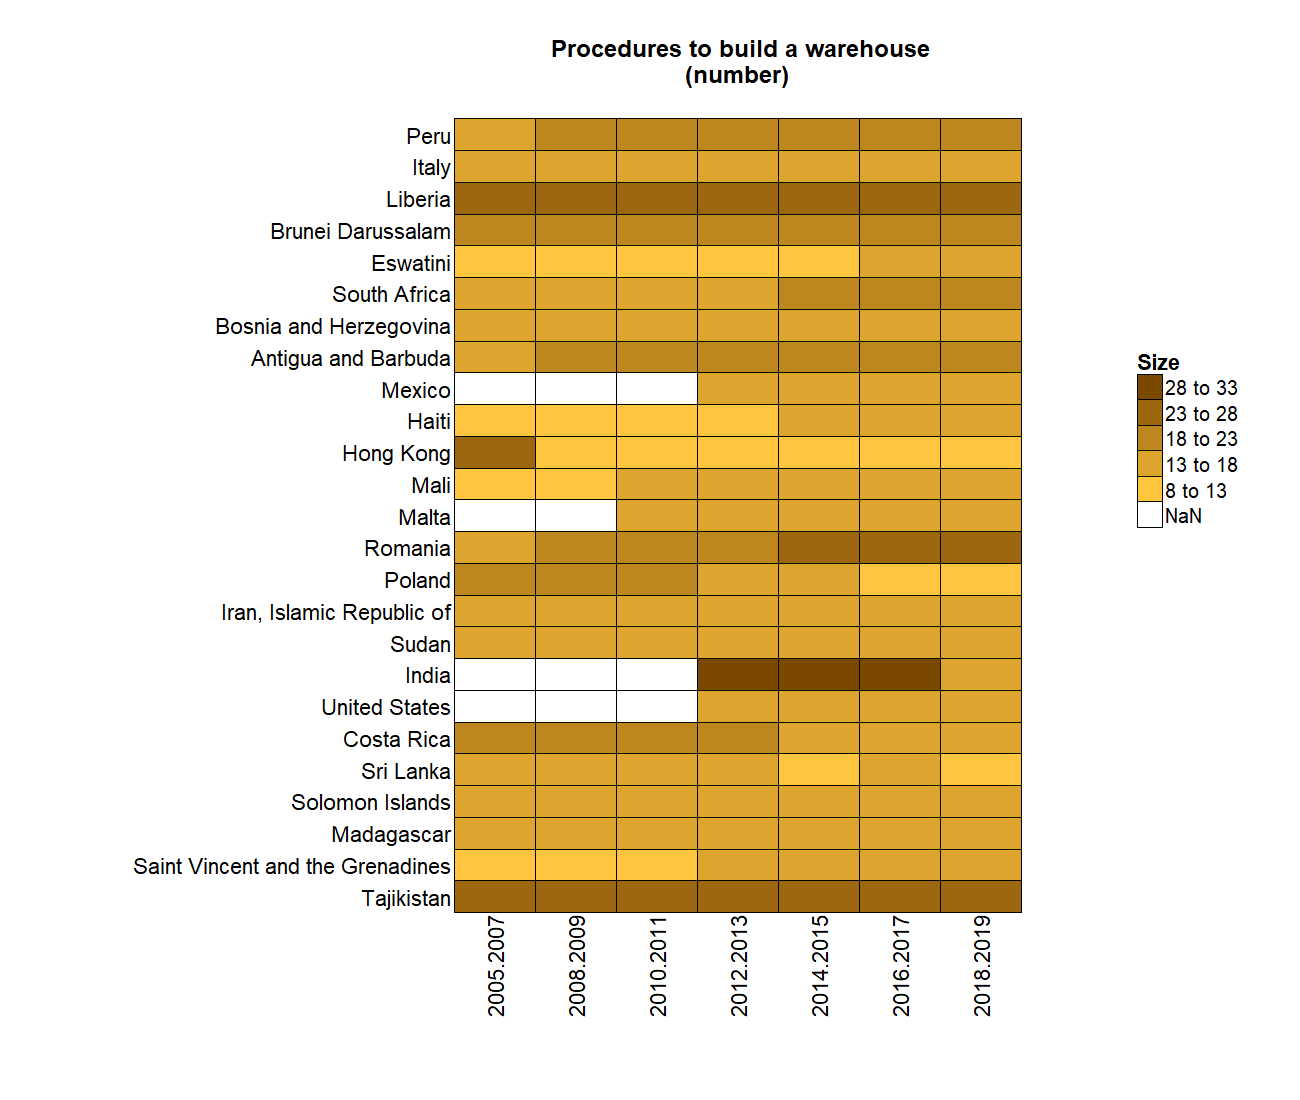 Procedures to build a warehouse
(number)
Peru
Italy
Liberia
Brunei Darussalam
Eswatini
South Africa
Bosnia and Herzegovina
Antigua and Barbuda
Mexico
Haiti
Hong Kong
Mali
Malta
Romania
Poland
Iran, Islamic Republic of
Sudan
India
United States
Costa Rica
Sri Lanka
Solomon Islands
Madagascar
Saint Vincent and the Grenadines
Tajikistan
2005.2007
2008.2009
2010.2011
2012.2013
2014.2015
2016.2017
2018.2019
Size
28 to 33
23 to 28
18 to 23
13 to 18
8 to 13
NaN